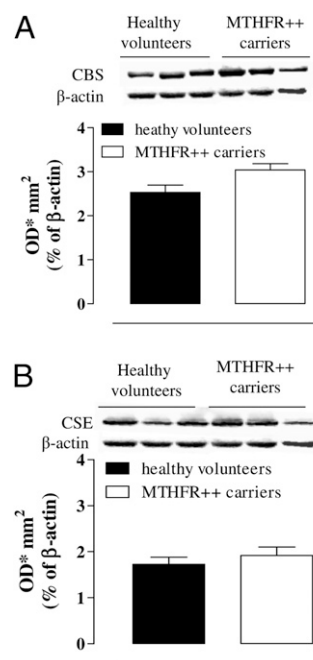 A
Healthy volunteers
MTHFR++ carriers
CBS
β-actin
heathy volunteers
MTHFR++ carriers
OD* mm²
(% of β-actin)
4
3
2
1
0
B
Healthy volunteers
MTHFR++ carriers
CSE
β-actin
healthy volunteers
MTHFR++ carriers
OD* mm²
(% of β-actin)
4
3
2
1
0